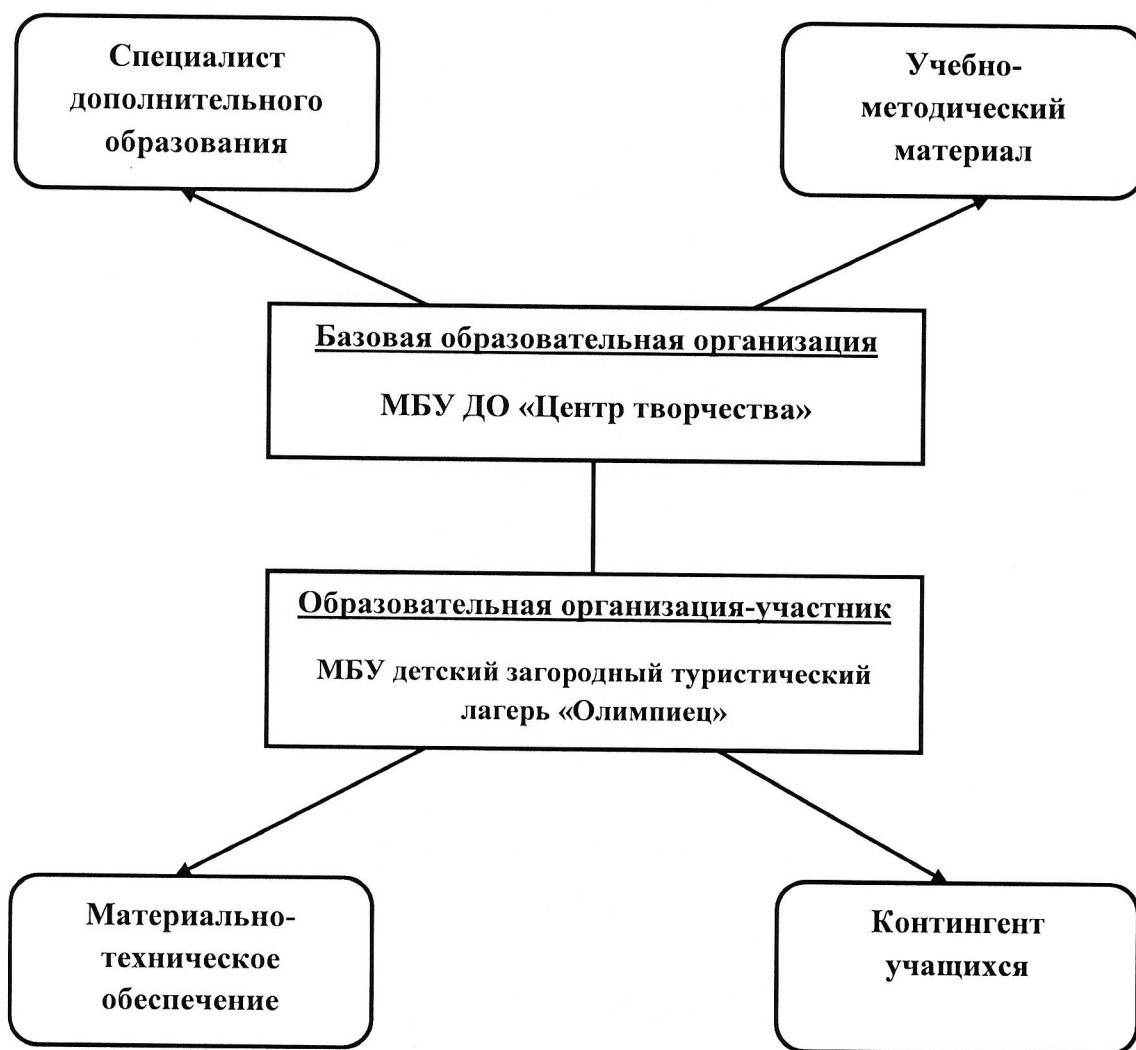 Специалист
дополнительного
образования
Учебно-
методический
материал
Базовая образовательная организация
МБУ ДО «Центр творчества»
Образовательная организация-участник
МБУ детский загородный туристический
лагерь «Олимпиец»
Материально-
техническое
обеспечение
Контингент
учащихся